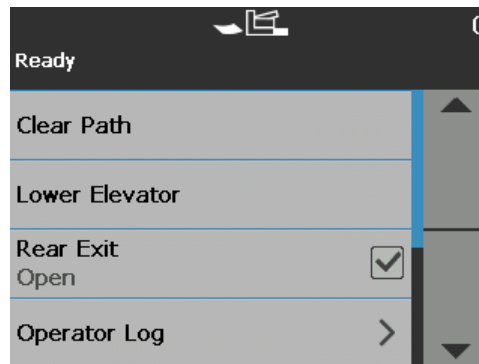 Ready
Clear Path
Lower Elevator
Rear Exit
Open
Operator Log